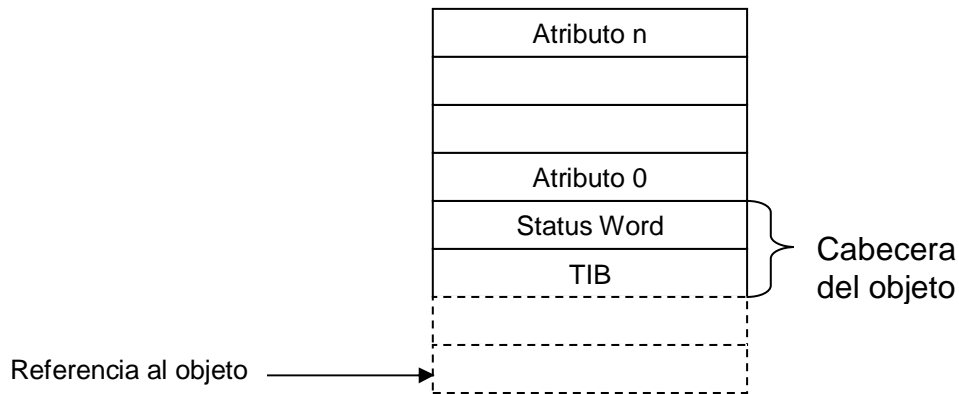 Atributo n
Atributo 0
Status Word
TIB
Cabecera
del objeto
Referencia al objeto